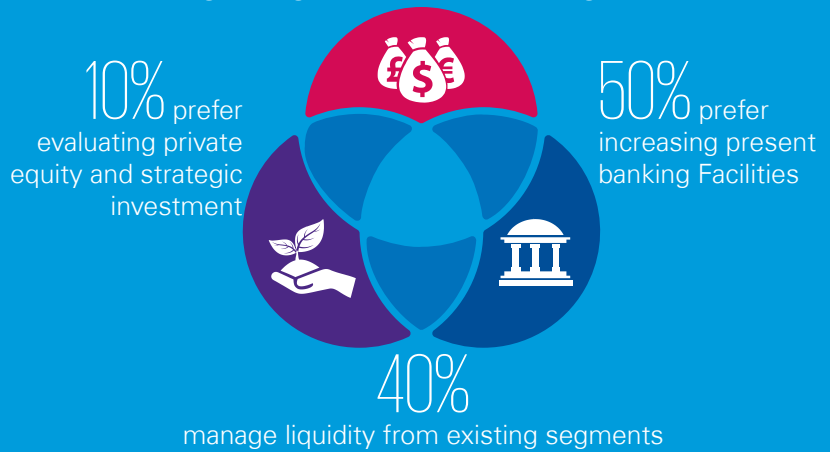 10% prefer
evaluating private
equity and strategic
investment
£ $ €
50% prefer
increasing present
banking Facilities
40%
manage liquidity from existing segments